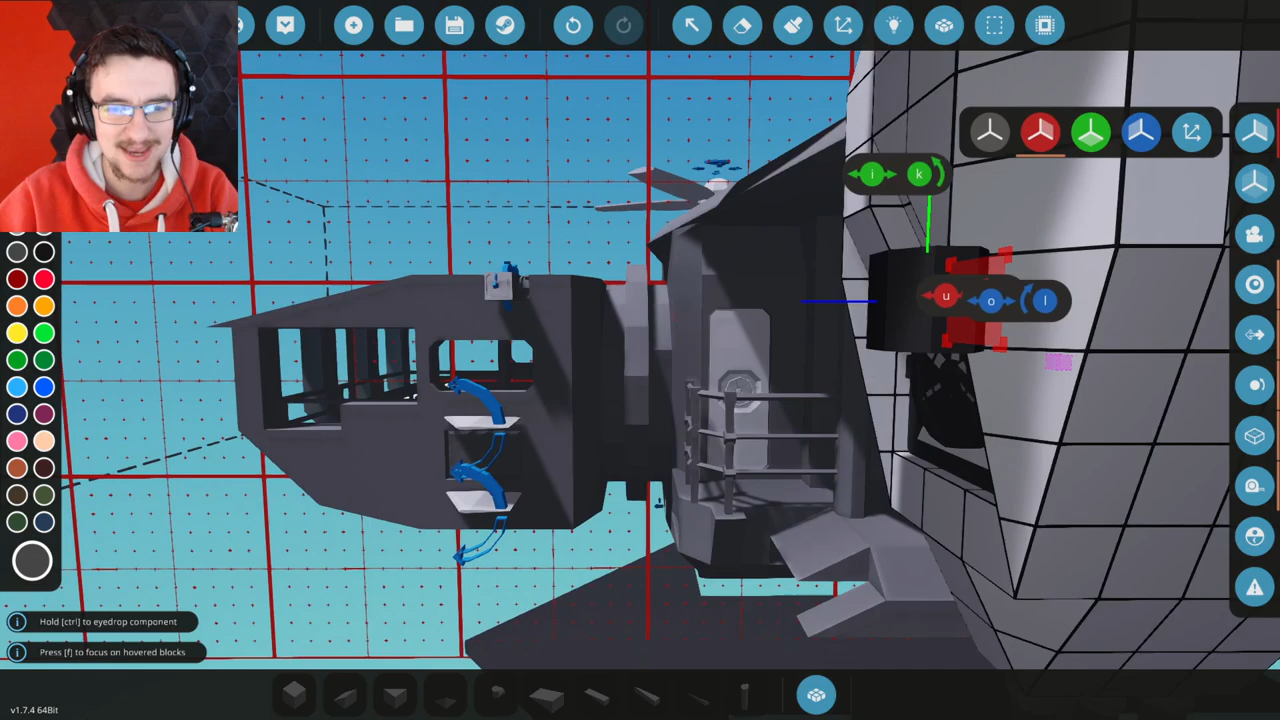 i k
u o l
Hold [ctrl] to eyedrop component
Press [f] to focus on hovered blocks
v1.7.4 64Bit